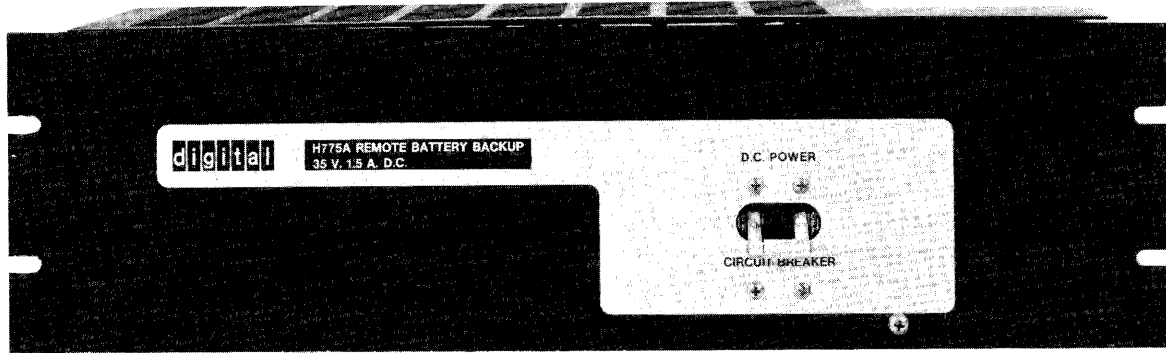 digital
H775A REMOTE BATTERY BACKUP
35 V. 1.5 A. D.C.
D.C. POWER
CIRCUIT BREAKER